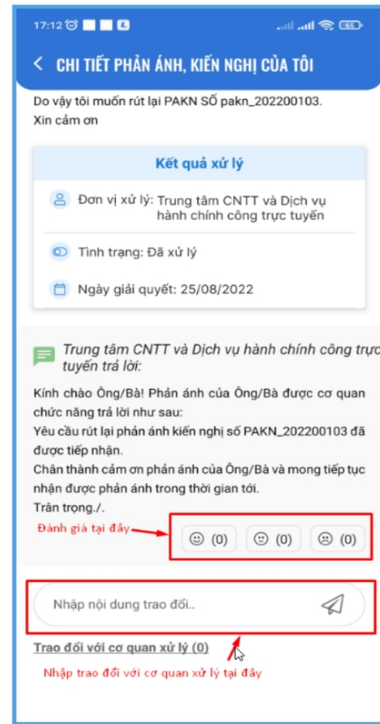 17:12
CHI TIẾT PHẢN ÁNH, KIẾN NGHỊ CỦA TÔI
Do vậy tôi muốn rút lại PAKN SỐ pakn_202200103.
Xin cảm ơn
Kết quả xử lý
Đơn vị xử lý: Trung tâm CNTT và Dịch vụ
hành chính công trực tuyến
Tình trạng: Đã xử lý
Ngày giải quyết: 25/08/2022
Trung tâm CNTT và Dịch vụ hành chính công trực
tuyến trả lời:
Kính chào Ông/Bà! Phản ánh của Ông/Bà được cơ quan
chức năng trả lời như sau:
Yêu cầu rút lại phản ánh kiến nghị số PAKN_202200103 đã
được tiếp nhận.
Chân thành cảm ơn phản ánh của Ông/Bà và mong tiếp tục
nhận được phản ánh trong thời gian tới.
Trân trọng./.
Đánh giá tại đây
(0) (0) (0)
Nhập nội dung trao đổi..
Trao đổi với cơ quan xử lý (0)
Nhập trao đổi với cơ quan xử lý tại đây